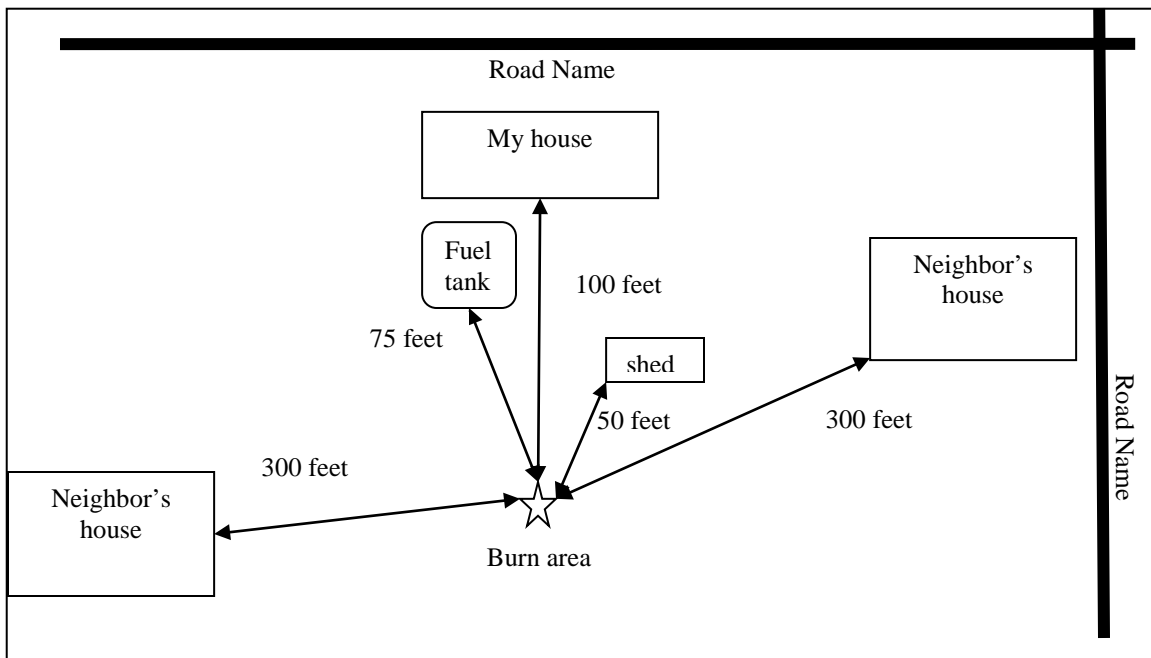 Road Name
My house
Fuel
tank
Neighbor’s
house
100 feet
75 feet
shed
50 feet
300 feet
Road Name
300 feet
Neighbor’s
house
Burn area